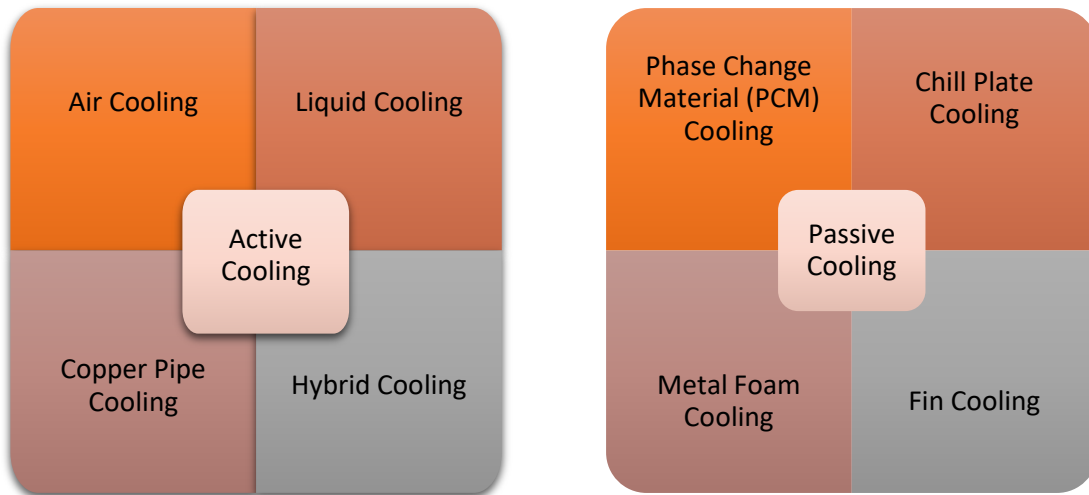 Air Cooling
Liquid Cooling
Active
Cooling
Copper Pipe
Cooling
Hybrid Cooling
Phase Change
Material (PCM)
Cooling
Chill Plate
Cooling
Passive
Cooling
Metal Foam
Cooling
Fin Cooling